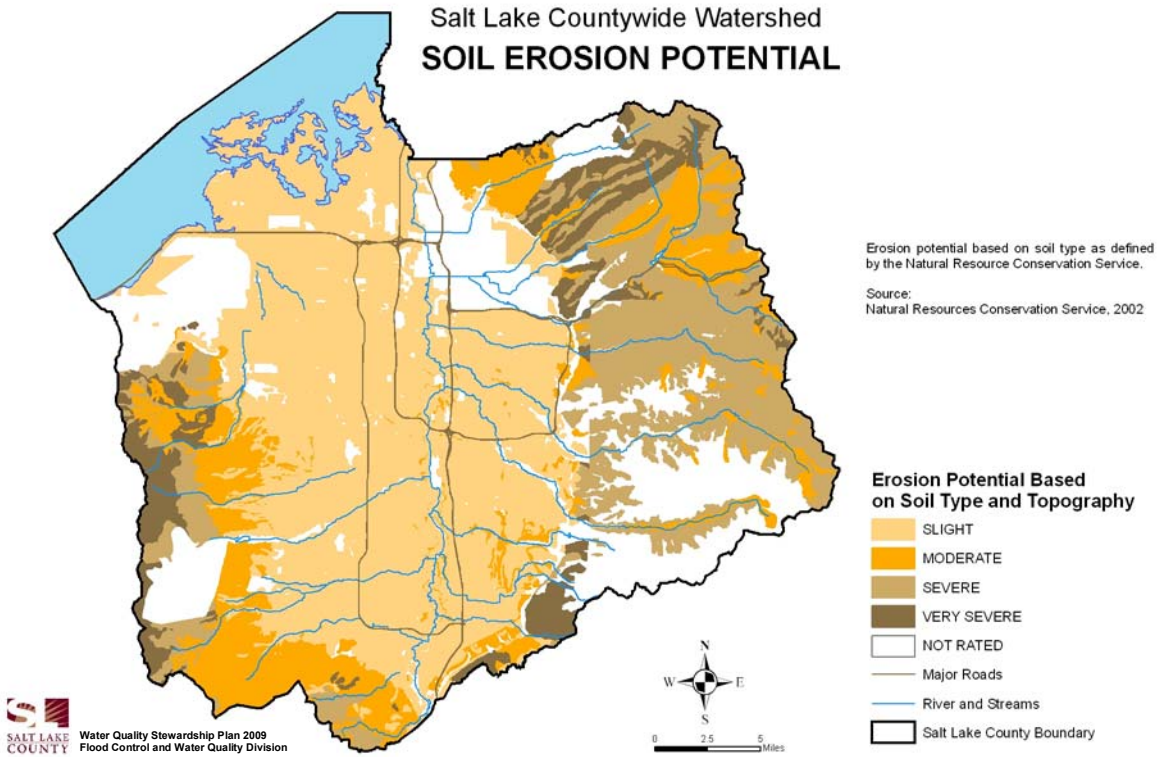 Salt Lake Countywide Watershed
SOIL EROSION POTENTIAL
Erosion potential based on soil type as defined
by the Natural Resource Conservation Service.
Source:
Natural Resources Conservation Service, 2002
Erosion Potential Based
on Soil Type and Topography
SLIGHT
MODERATE
SEVERE
VERY SEVERE
NOT RATED
Major Roads
River and Streams
Salt Lake County Boundary
N
W E
S
0 2.5 5
Miles
SL
SALT LAKE
COUNTY
Water Quality Stewardship Plan 2009
Flood Control and Water Quality Division